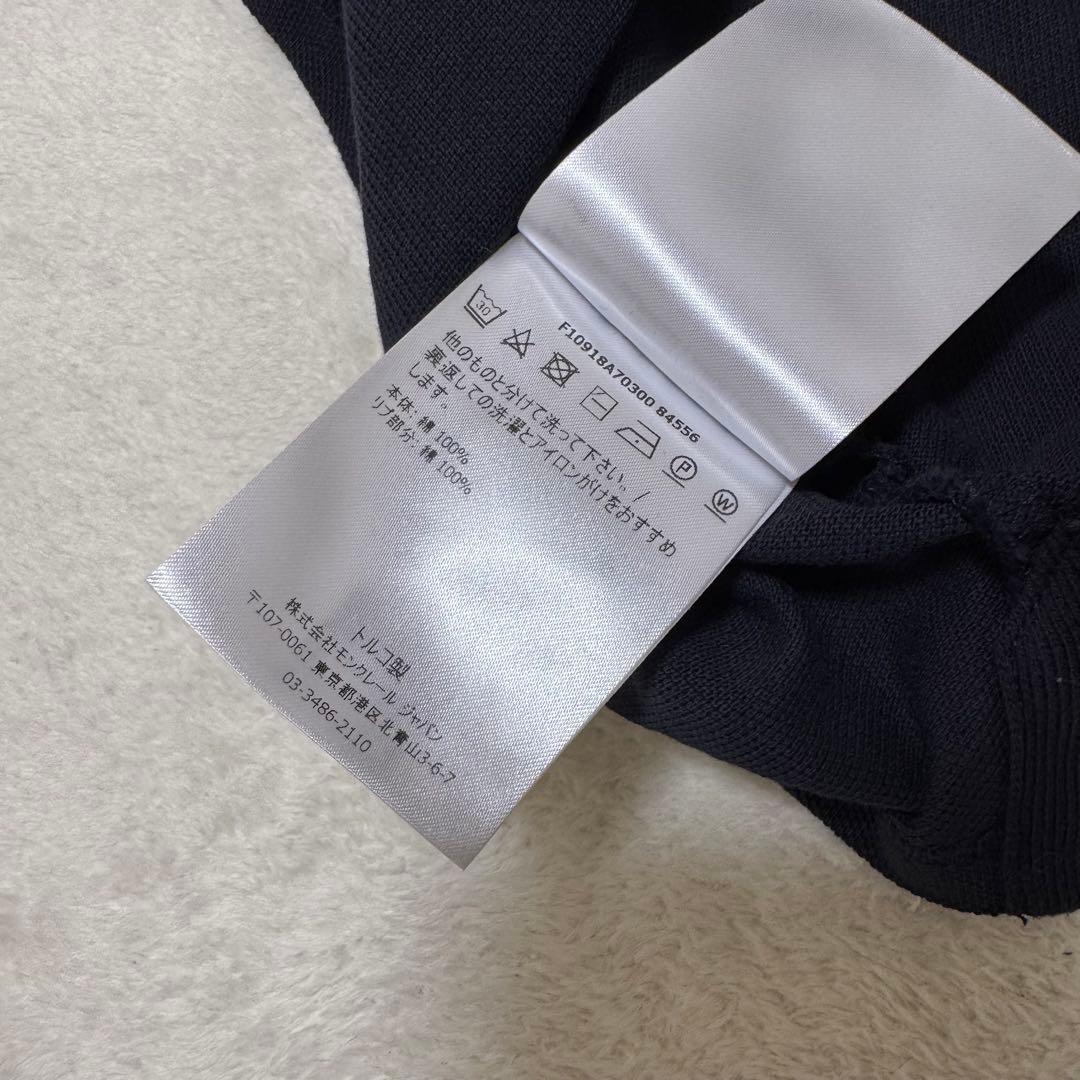 F10918A70300 84556
30
P
W
他のものと分けて洗って下さい。/
裏返しての洗濯とアイロンがけをおすすめ
します。
本体: 綿 100%
リブ部分: 綿 100%
トルコ製
株式会社モンクレール ジャパン
〒107-0061 東京都港区北青山3-6-7
03-3486-2110